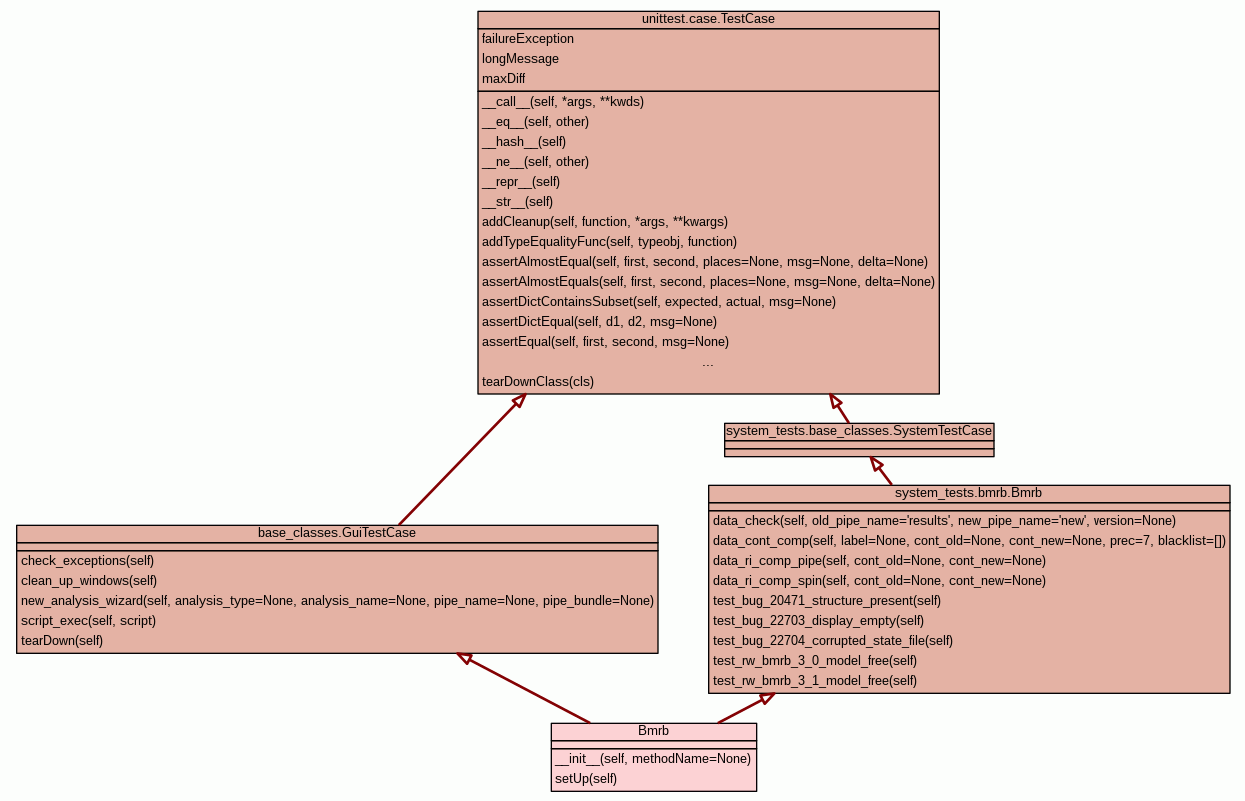 unittest.case.TestCase
failureException
longMessage
maxDiff
__call__(self, *args, **kwds)
__eq__(self, other)
__hash__(self)
__ne__(self, other)
__repr__(self)
__str__(self)
addCleanup(self, function, *args, **kwargs)
addTypeEqualityFunc(self, typeobj, function)
assertAlmostEqual(self, first, second, places=None, msg=None, delta=None)
assertAlmostEquals(self, first, second, places=None, msg=None, delta=None)
assertDictContainsSubset(self, expected, actual, msg=None)
assertDictEqual(self, d1, d2, msg=None)
assertEqual(self, first, second, msg=None)
...
tearDownClass(cls)
system_tests.base_classes.SystemTestCase
system_tests.bmrb.Bmrb
data_check(self, old_pipe_name='results', new_pipe_name='new', version=None)
data_cont_comp(self, label=None, cont_old=None, cont_new=None, prec=7, blacklist=[])
data_ri_comp_pipe(self, cont_old=None, cont_new=None)
data_ri_comp_spin(self, cont_old=None, cont_new=None)
test_bug_20471_structure_present(self)
test_bug_22703_display_empty(self)
test_bug_22704_corrupted_state_file(self)
test_rw_bmrb_3_0_model_free(self)
test_rw_bmrb_3_1_model_free(self)
base_classes.GuiTestCase
check_exceptions(self)
clean_up_windows(self)
new_analysis_wizard(self, analysis_type=None, analysis_name=None, pipe_name=None, pipe_bundle=None)
script_exec(self, script)
tearDown(self)
Bmrb
__init__(self, methodName=None)
setUp(self)